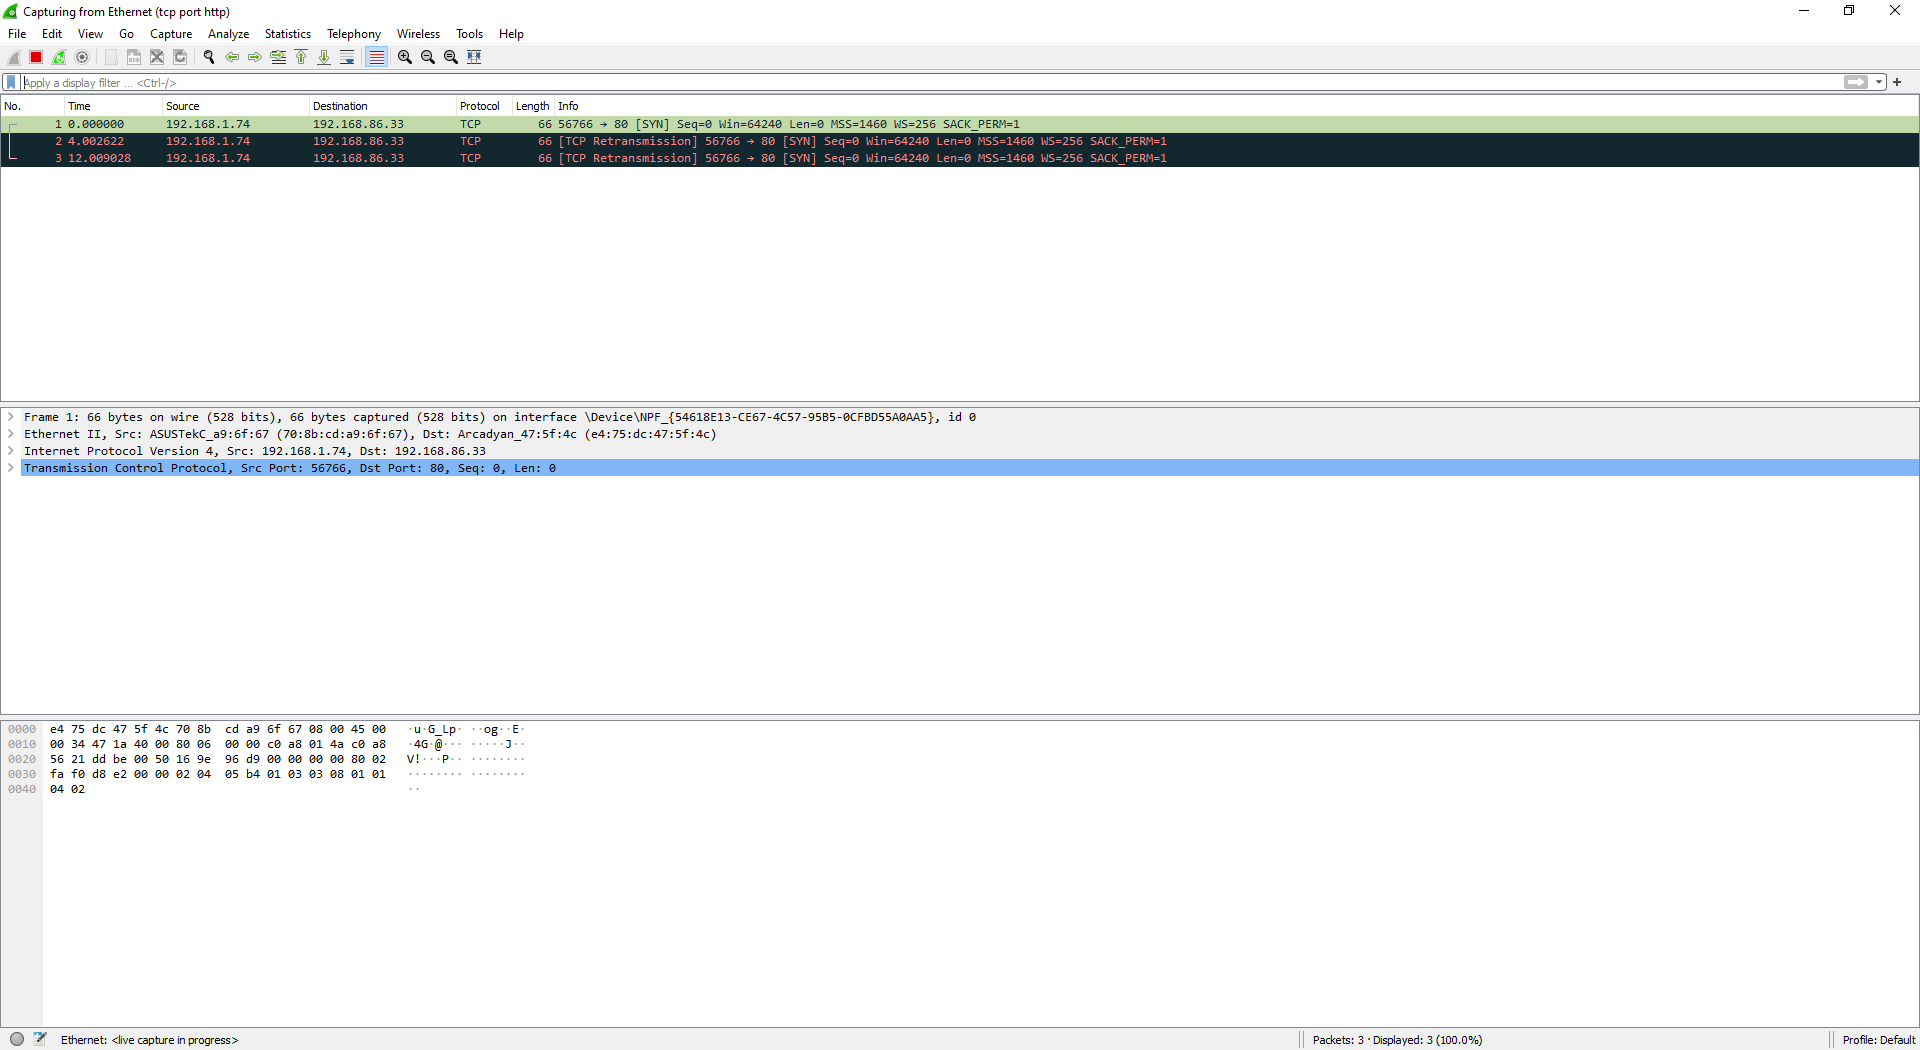 Capturing from Ethernet (tcp port http)
File Edit View Go Capture Analyze Statistics Telephony Wireless Tools Help
Apply a display filter ... <Ctrl-/>
No. Time Source Destination Protocol Length Info
1 0.000000 192.168.1.74 192.168.86.33 TCP 66 56766 → 80 [SYN] Seq=0 Win=64240 Len=0 MSS=1460 WS=256 SACK_PERM=1
2 4.002622 192.168.1.74 192.168.86.33 TCP 66 [TCP Retransmission] 56766 → 80 [SYN] Seq=0 Win=64240 Len=0 MSS=1460 WS=256 SACK_PERM=1
3 12.009028 192.168.1.74 192.168.86.33 TCP 66 [TCP Retransmission] 56766 → 80 [SYN] Seq=0 Win=64240 Len=0 MSS=1460 WS=256 SACK_PERM=1
Frame 1: 66 bytes on wire (528 bits), 66 bytes captured (528 bits) on interface \Device\NPF_{54618E13-CE67-4C57-95B5-0CFBD55A0AA5}, id 0
Ethernet II, Src: ASUSTekC_a9:6f:67 (70:8b:cd:a9:6f:67), Dst: Arcadyan_47:5f:4c (e4:75:dc:47:5f:4c)
Internet Protocol Version 4, Src: 192.168.1.74, Dst: 192.168.86.33
Transmission Control Protocol, Src Port: 56766, Dst Port: 80, Seq: 0, Len: 0
0000 e4 75 dc 47 5f 4c 70 8b cd a9 6f 67 08 00 45 00 ·u·G_Lp· ··og··E·
0010 00 34 47 1a 40 00 80 06 00 00 c0 a8 01 4a c0 a8 ·4G·@··· ·····J··
0020 56 21 dd be 00 50 16 9e 96 d9 00 00 00 00 80 02 V!···P·· ········
0030 fa f0 d8 e2 00 00 02 04 05 b4 01 03 03 08 01 01 ········ ········
0040 04 02 ··
Ethernet: <live capture in progress> Packets: 3 · Displayed: 3 (100.0%) Profile: Default